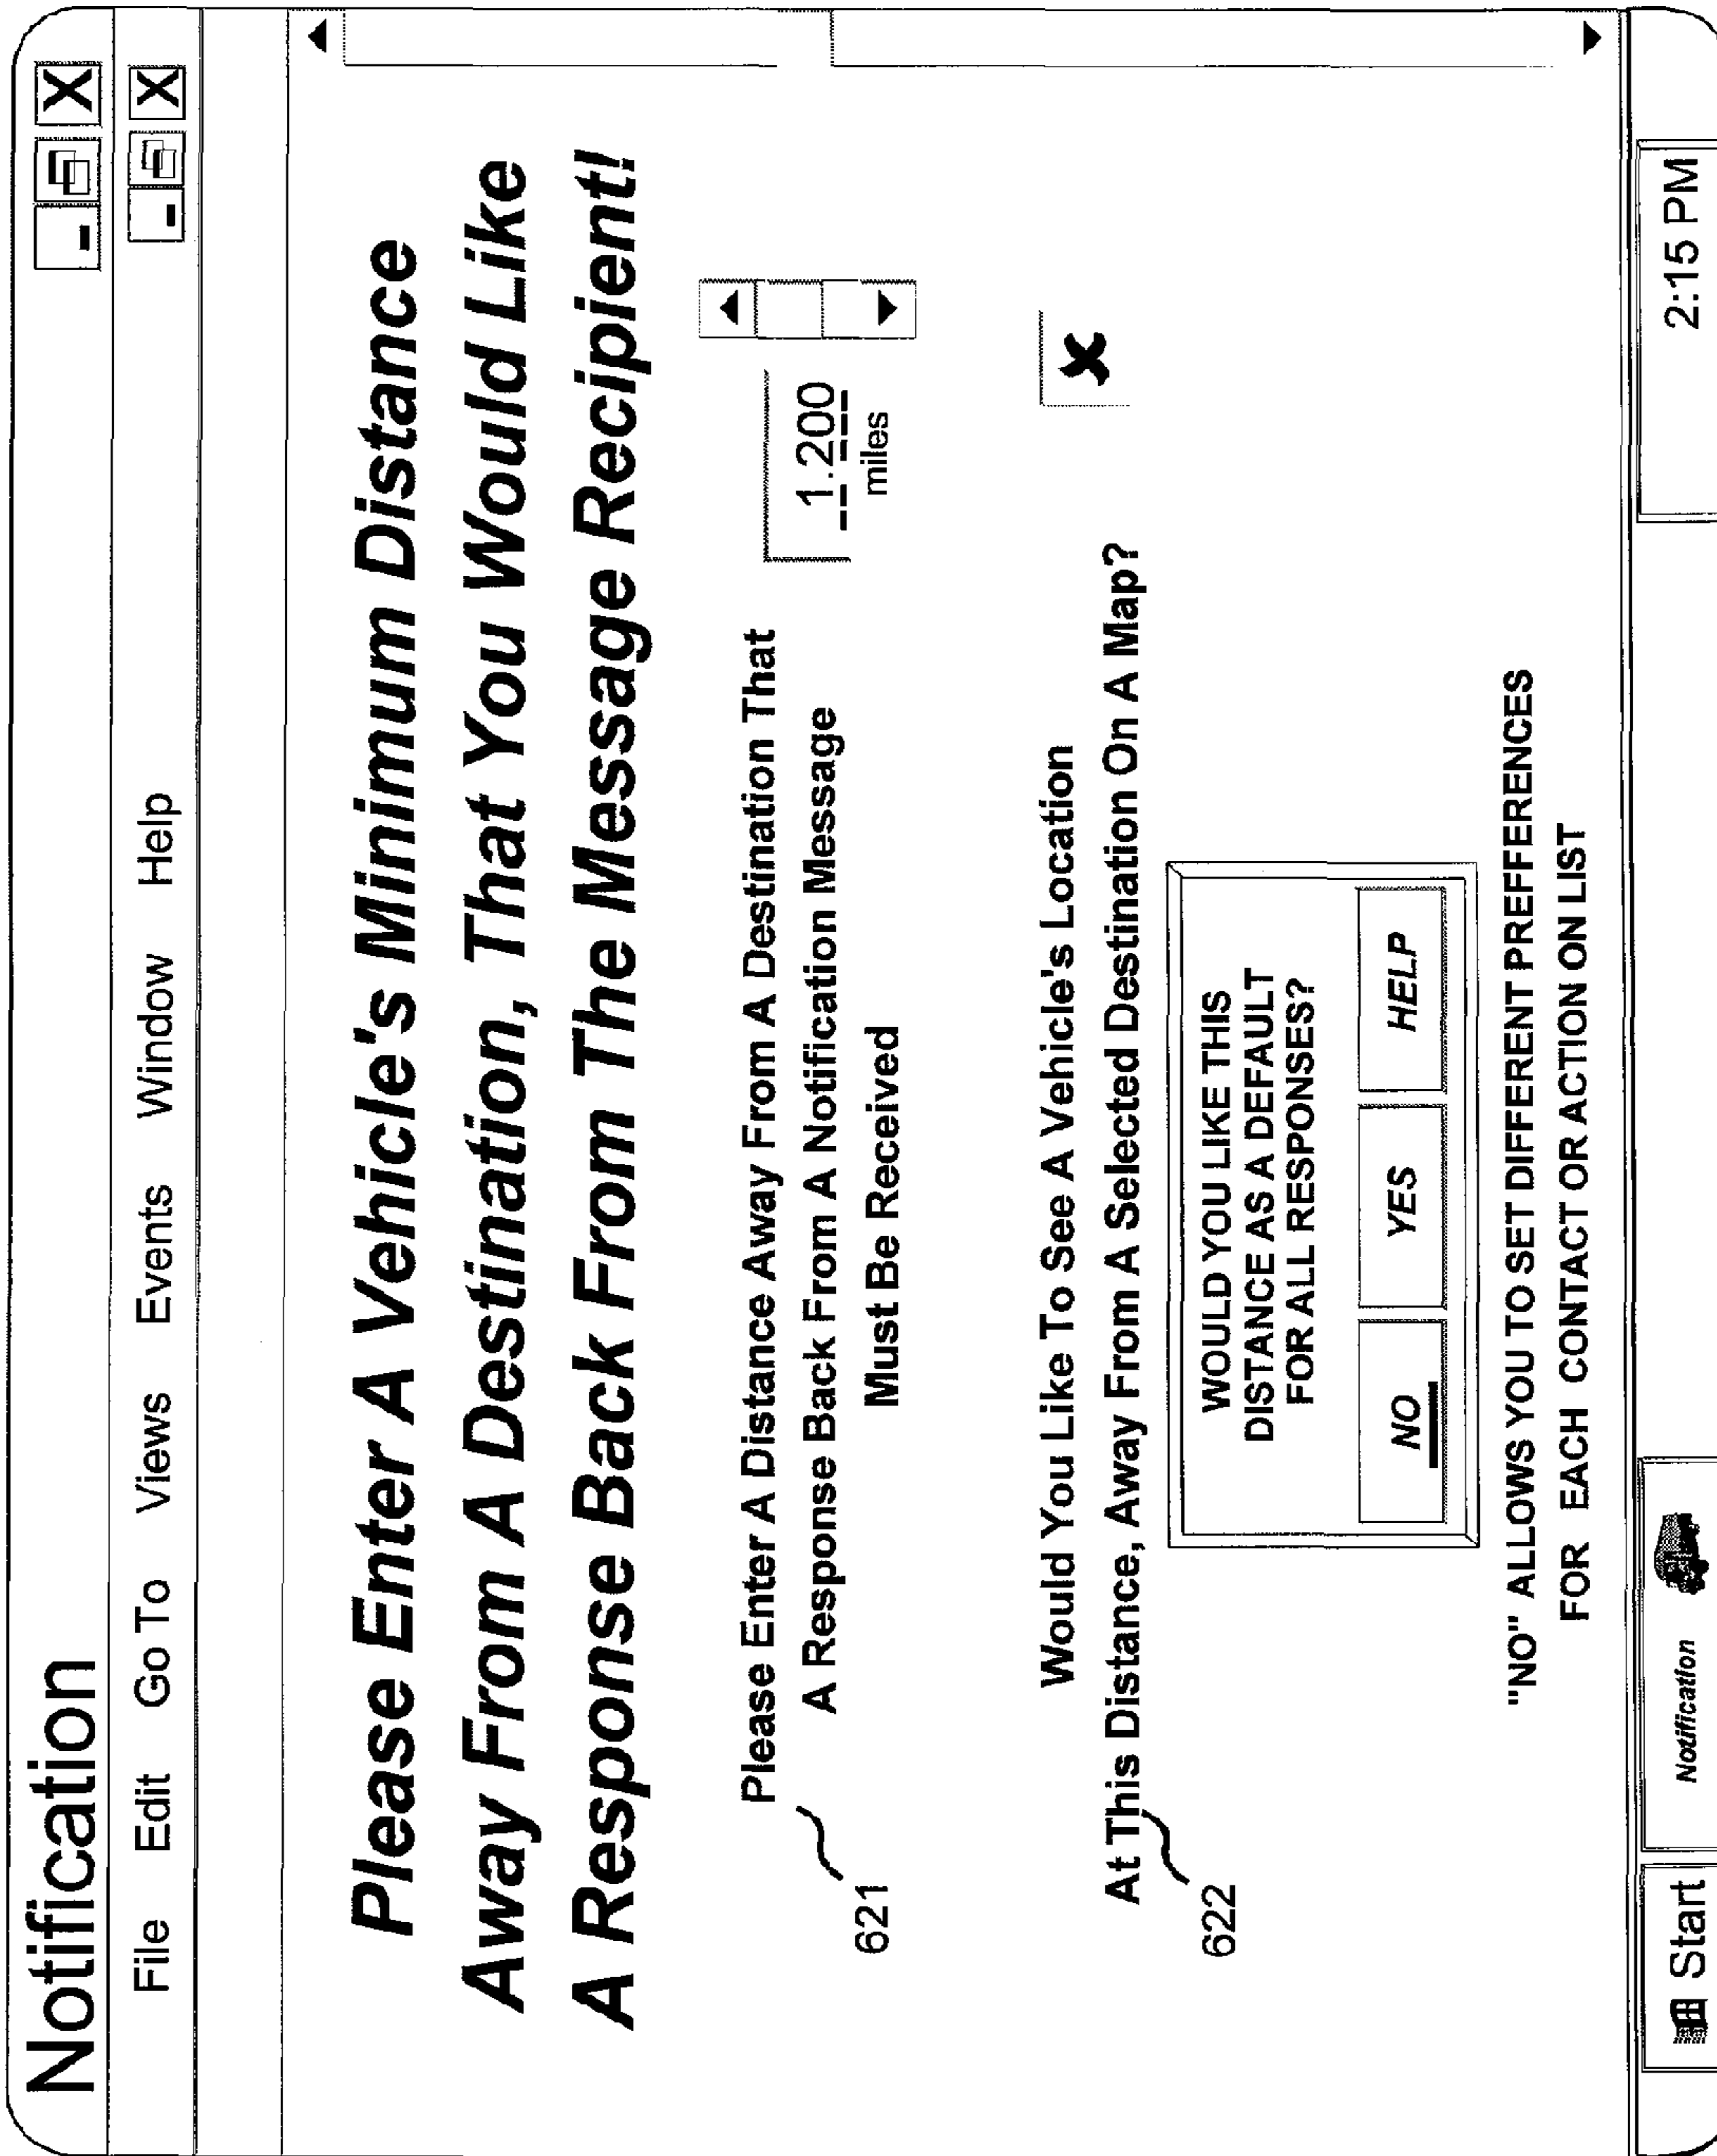 Notification
File Edit Go To Views Events Window Help
Please Enter A Vehicle's Minimum Distance
Away From A Destination, That You Would Like
A Response Back From The Message Recipient!
Please Enter A Distance Away From A Destination That
A Response Back From A Notification Message
Must Be Received
1.200
miles
621
Would You Like To See A Vehicle's Location
At This Distance, Away From A Selected Destination On A Map?
622
WOULD YOU LIKE THIS
DISTANCE AS A DEFAULT
FOR ALL RESPONSES?
NO YES HELP
"NO" ALLOWS YOU TO SET DIFFERENT PREFFERENCES
FOR EACH CONTACT OR ACTION ON LIST
Start Notification 2:15 PM